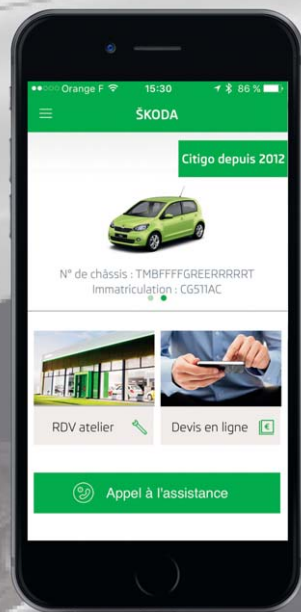 Orange F 15:30 86 %
ŠKODA
Citigo depuis 2012
N° de châssis : TMBFFFFGREERRRRRT
Immatriculation : CG511AC
RDV atelier
Devis en ligne
Appel à l'assistance